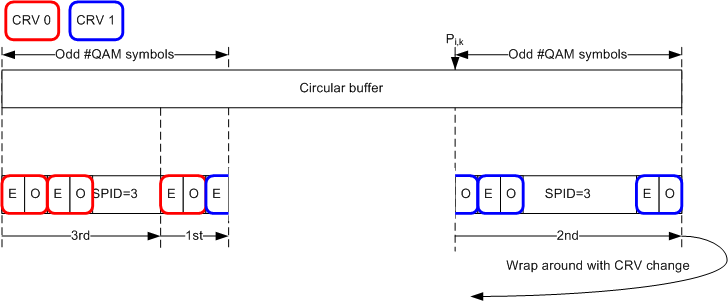 CRV 0 CRV 1
Odd #QAM symbols
P i,k
Odd #QAM symbols
Circular buffer
E O E O SPID=3 E O E
O E O SPID=3 E O
3rd 1st 2nd
Wrap around with CRV change